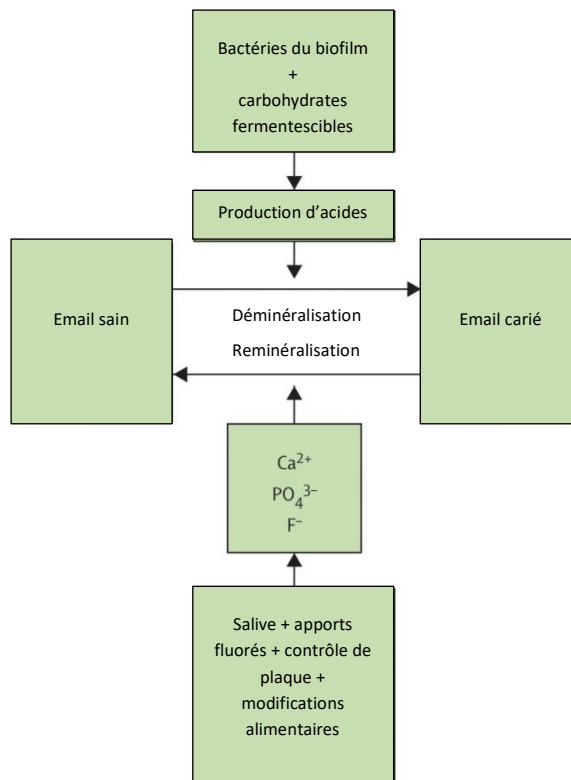 Bactéries du biofilm
+
carbohydrates
fermentescibles
Production d'acides
Email sain
Déminéralisation
Reminéralisation
Email carié
Ca²⁺
PO₄³⁻
F⁻
Salive + apports
fluorés + contrôle de
plaque +
modifications
alimentaires